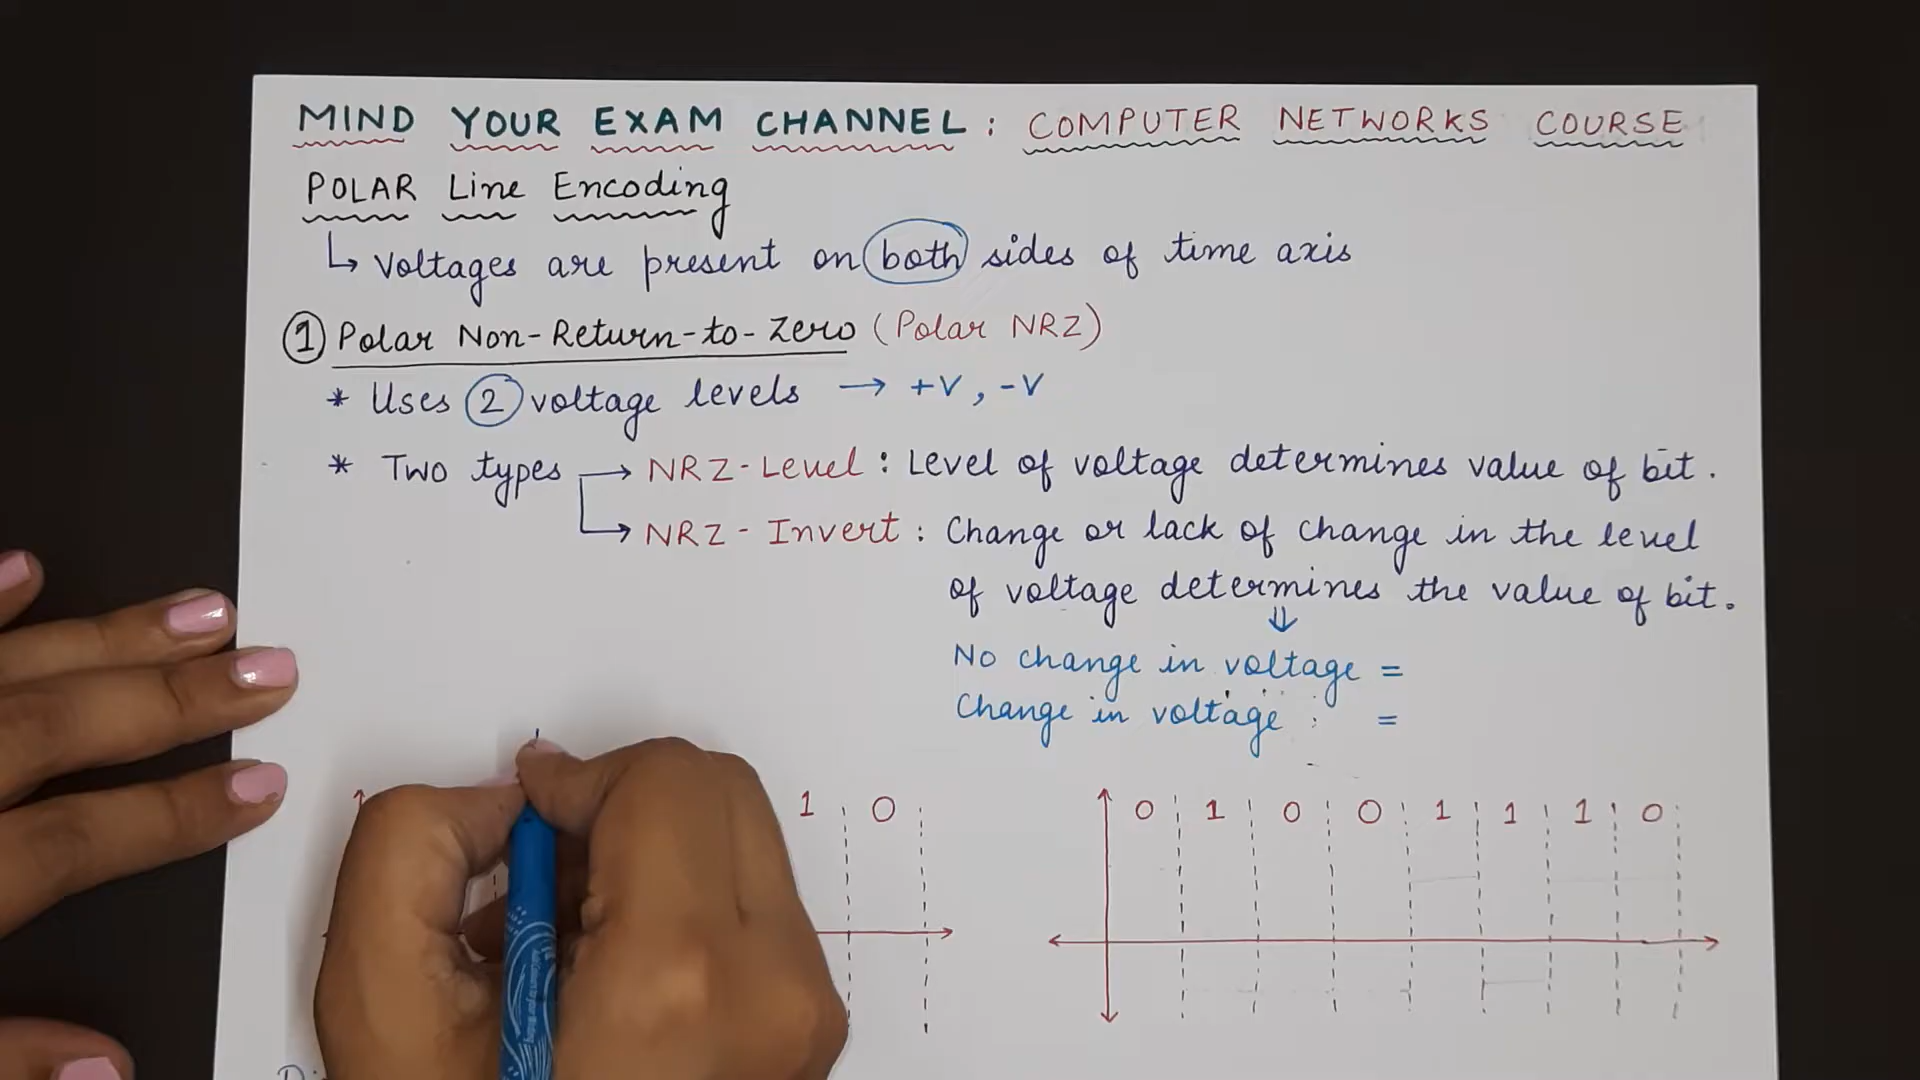 MIND YOUR EXAM CHANNEL : COMPUTER NETWORKS COURSE
POLAR Line Encoding
↳ Voltages are present on both sides of time axis
① Polar Non-Return-to-Zero (Polar NRZ)
* Uses ② voltage levels → +V, -V
* Two types → NRZ-Level : Level of voltage determines value of bit.
→ NRZ - Invert : Change or lack of change in the level
of voltage determines the value of bit.
⇓
No change in voltage =
Change in voltage =
1 0
0 1 0 0 1 1 1 0